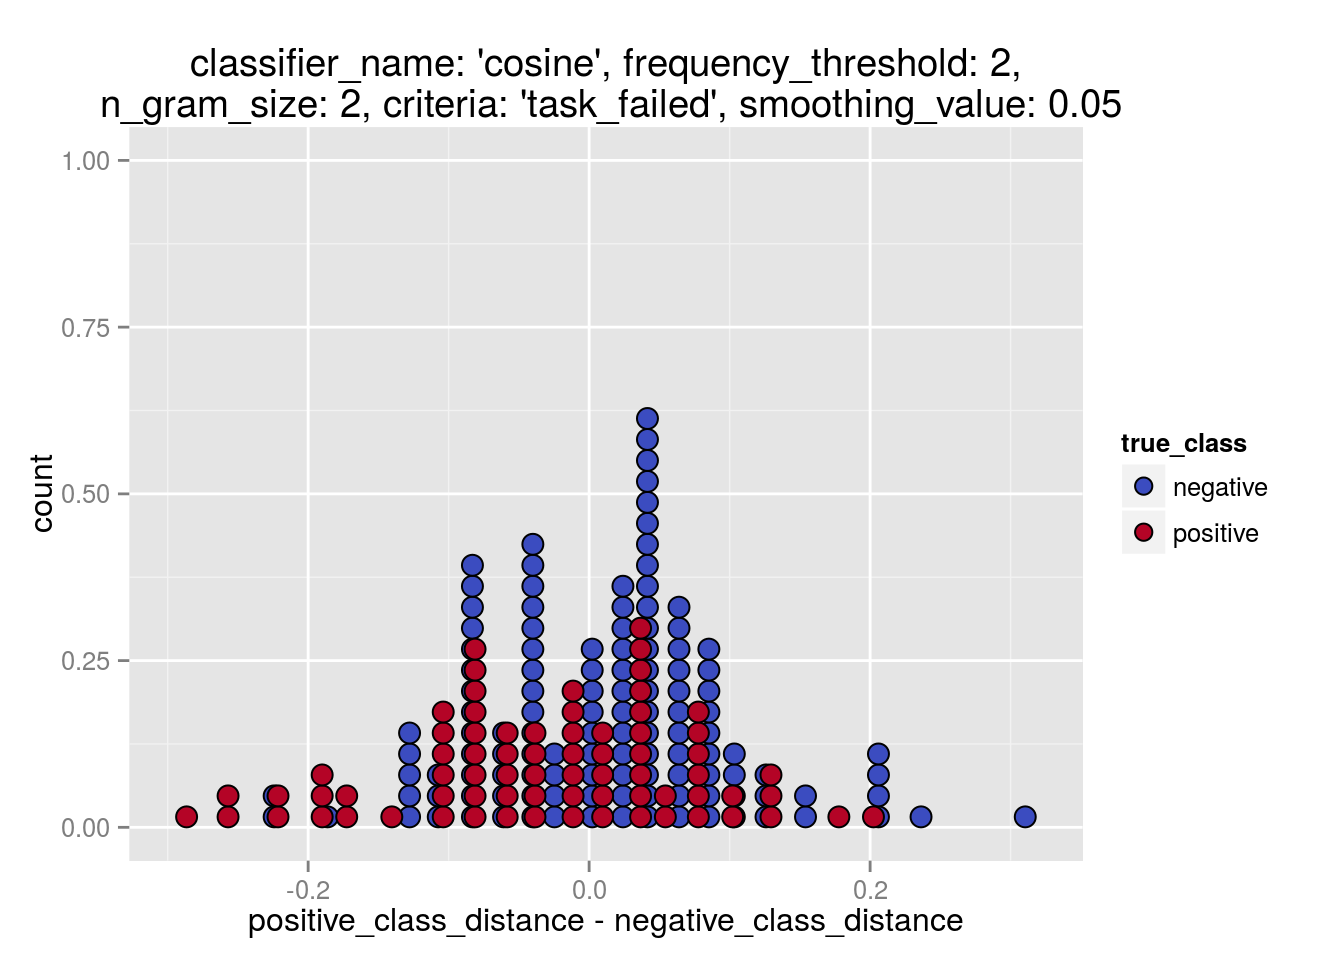 classifier_name: 'cosine', frequency_threshold: 2,
n_gram_size: 2, criteria: 'task_failed', smoothing_value: 0.05
1.00
0.75
0.50
0.25
0.00
count
-0.2
0.0
0.2
positive_class_distance - negative_class_distance
true_class
negative
positive